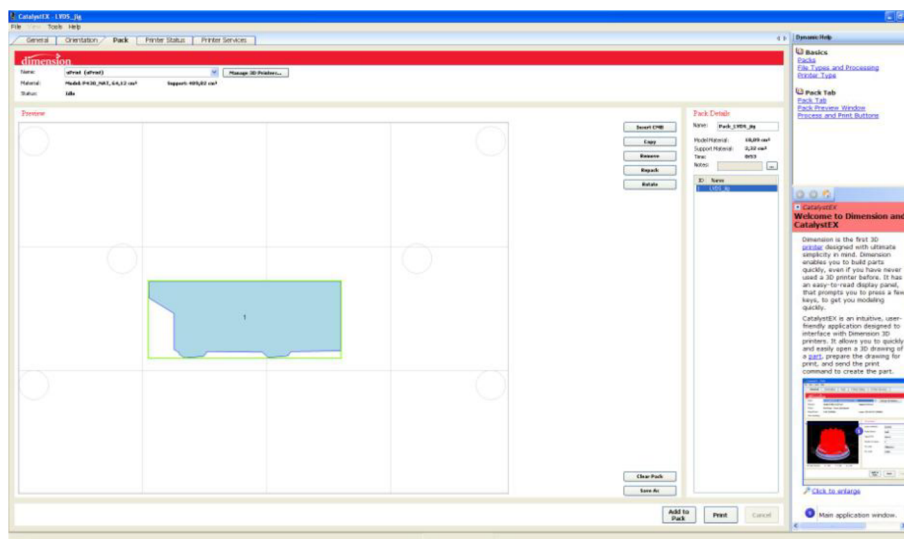 CatalystEX - LVDS_Jig
File View Tools Help
General Orientation Pack Printer Status Printer Services
dimension
Name: uPrint (uPrint) Manage 3D Printers...
Material: Model: P430_NAT, 64,12 cm³ Support: 489,82 cm³
Status: Idle
Preview
1
Insert CMB
Copy
Remove
Repack
Rotate
Clear Pack
Save As
Pack Details
Name: Pack_LVDS_Jig
Model Material:
Support Material:
Time:
Notes: ...
ID Name
1 LVDS_Jig
Add to Pack Print Cancel
Dynamic Help
Basics
Packs
File Types and Processing
Printer Type
Pack Tab
Pack Tab
Pack Preview Window
Process and Print Buttons
CatalystEX
Welcome to Dimension and
CatalystEX
Dimension is the first 3D
printer designed with ultimate
simplicity in mind. Dimension
enables you to build parts
quickly, even if you have never
used a 3D printer before. It has
an easy-to-read display panel,
that prompts you to press a few
keys, to get you modeling
quickly.
CatalystEX is an intuitive, user-
friendly application designed to
interface with Dimension 3D
printers. It allows you to quickly
and easily open a 3D drawing of
a part, prepare the drawing for
print, and send the print
command to create the part.
Click to enlarge
Main application window.